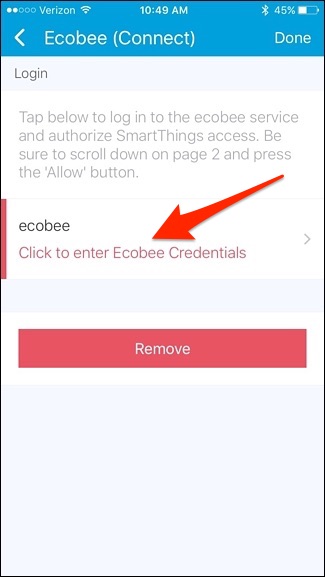 Verizon 10:49 AM 45%
Ecobee (Connect) Done
Login
Tap below to log in to the ecobee service
and authorize SmartThings access. Be
sure to scroll down on page 2 and press
the 'Allow' button.
ecobee
Click to enter Ecobee Credentials
Remove